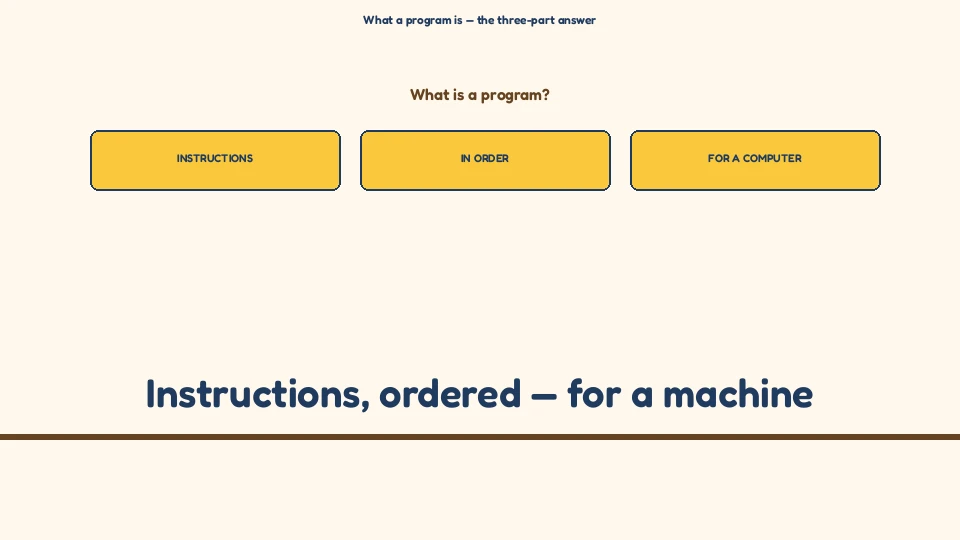 What a program is — the three-part answer
What is a program?
INSTRUCTIONS
IN ORDER
FOR A COMPUTER
Instructions, ordered — for a machine